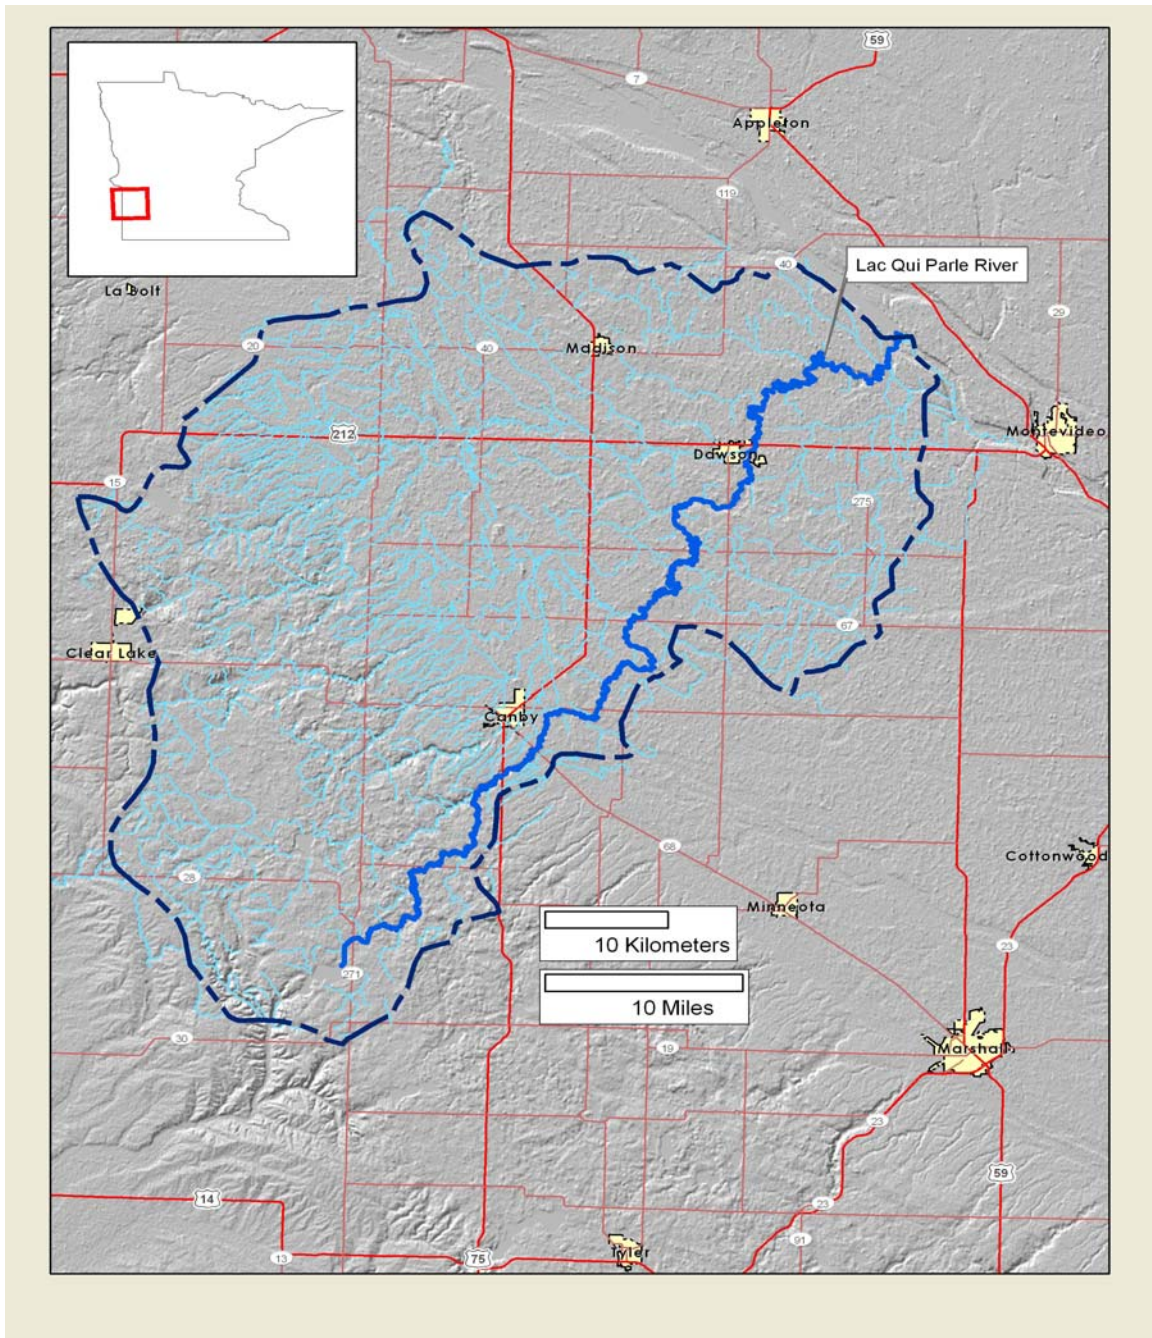 59
7
Appleton
119
Lac Qui Parle River
40
La Bolt
29
20
40
Madison
212
Montevideo
Dawson
15
275
67
Clear Lake
Canby
68
Cottonwood
28
Minneota
10 Kilometers
23
271
10 Miles
30
19
Marshall
23
59
14
23
91
13
75
Tyler